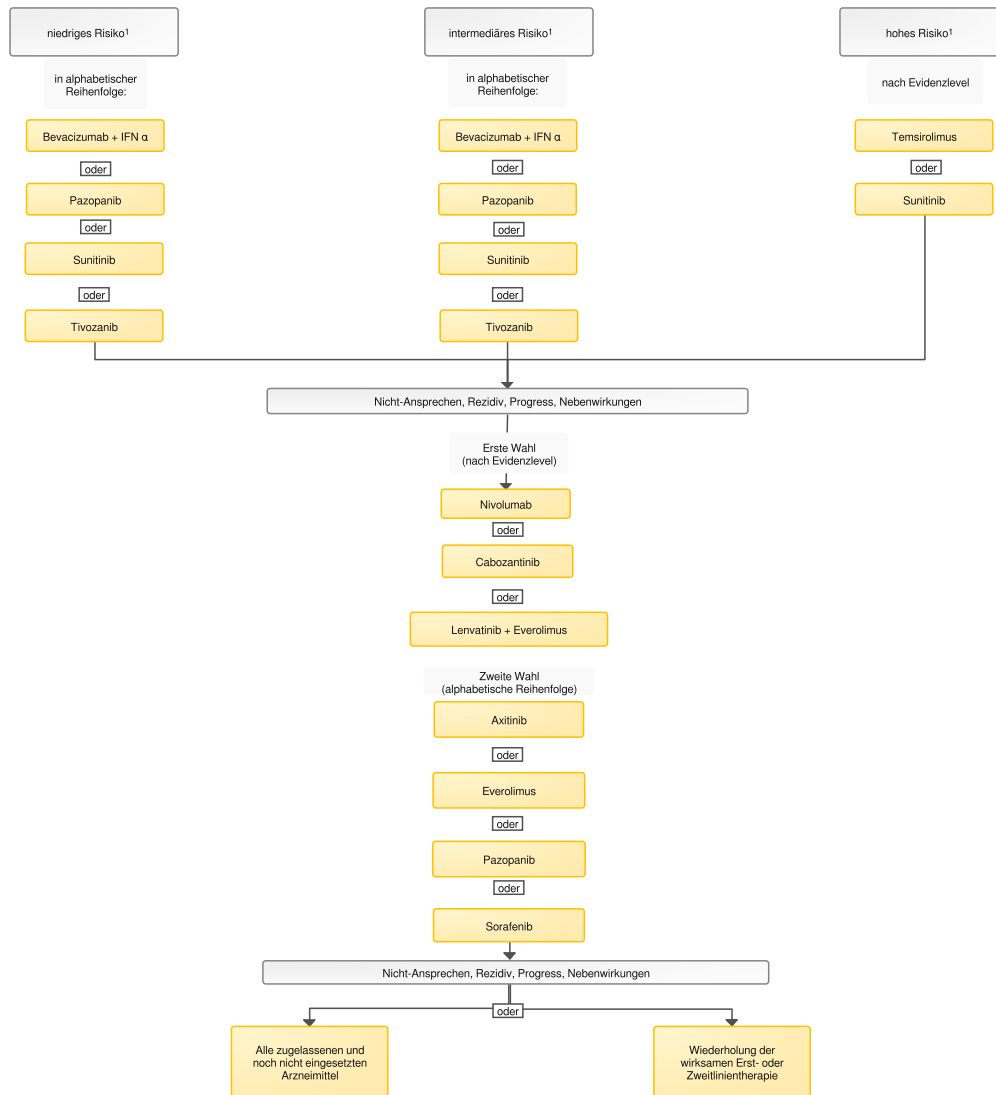 niedriges Risiko¹
intermediäres Risiko¹
hohes Risiko¹
in alphabetischer
Reihenfolge:
in alphabetischer
Reihenfolge:
nach Evidenzlevel
Bevacizumab + IFN α
Bevacizumab + IFN α
Temsirolimus
oder
oder
oder
Pazopanib
Pazopanib
Sunitinib
oder
oder
Sunitinib
Sunitinib
oder
oder
Tivozanib
Tivozanib
Nicht-Ansprechen, Rezidiv, Progress, Nebenwirkungen
Erste Wahl
(nach Evidenzlevel)
Nivolumab
oder
Cabozantinib
oder
Lenvatinib + Everolimus
Zweite Wahl
(alphabetische Reihenfolge)
Axitinib
oder
Everolimus
oder
Pazopanib
oder
Sorafenib
Nicht-Ansprechen, Rezidiv, Progress, Nebenwirkungen
oder
Alle zugelassenen und
noch nicht eingesetzten
Arzneimittel
Wiederholung der
wirksamen Erst- oder
Zweitlinientherapie